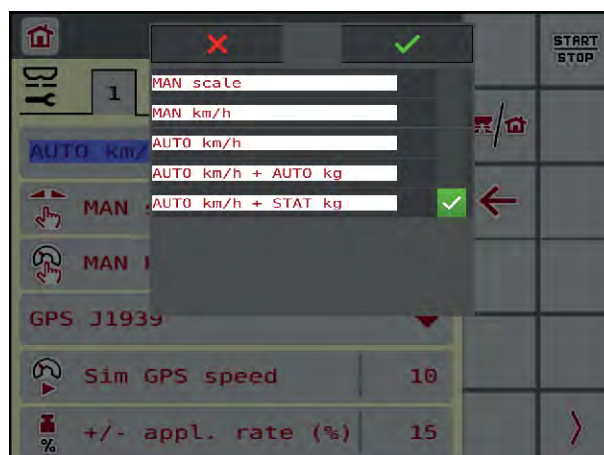 START
STOP
1
MAN scale
MAN km/h
AUTO km/h
AUTO km/h + AUTO kg
AUTO km/h + STAT kg
AUTO km/
MAN
MAN
GPS J1939
Sim GPS speed 10
% +/- appl. rate (%) 15